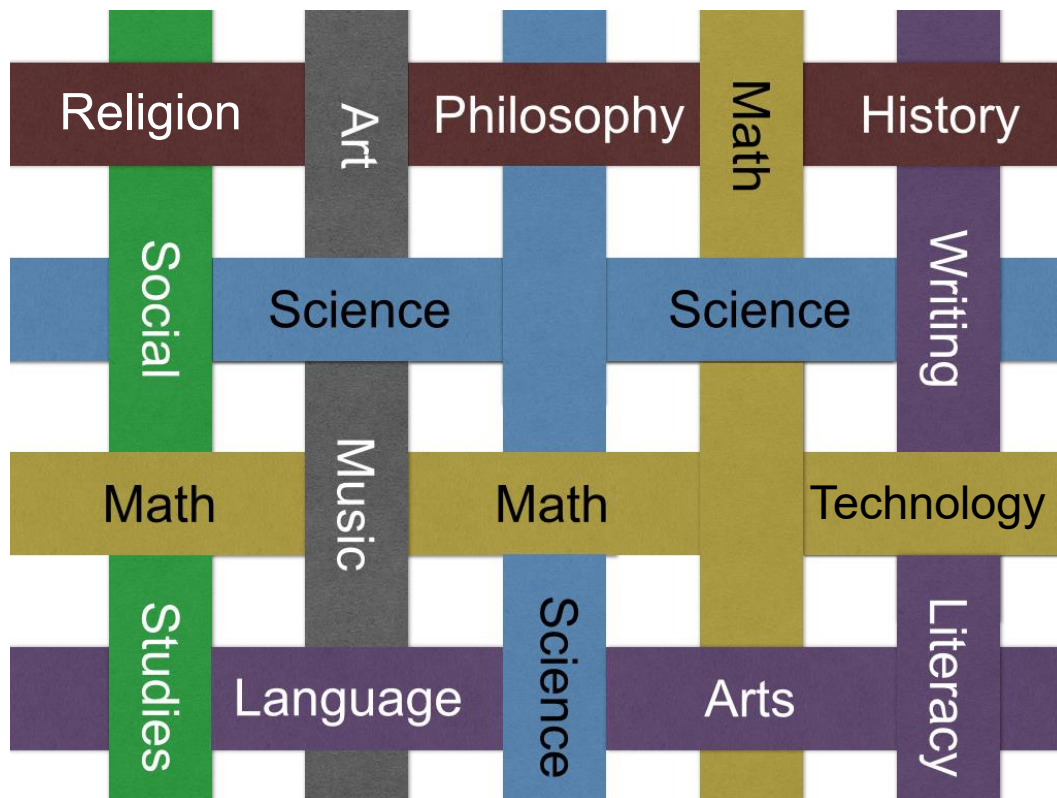 Religion
Art
Philosophy
Math
History
Social
Science
Science
Writing
Math
Music
Math
Technology
Studies
Language
Science
Arts
Literacy